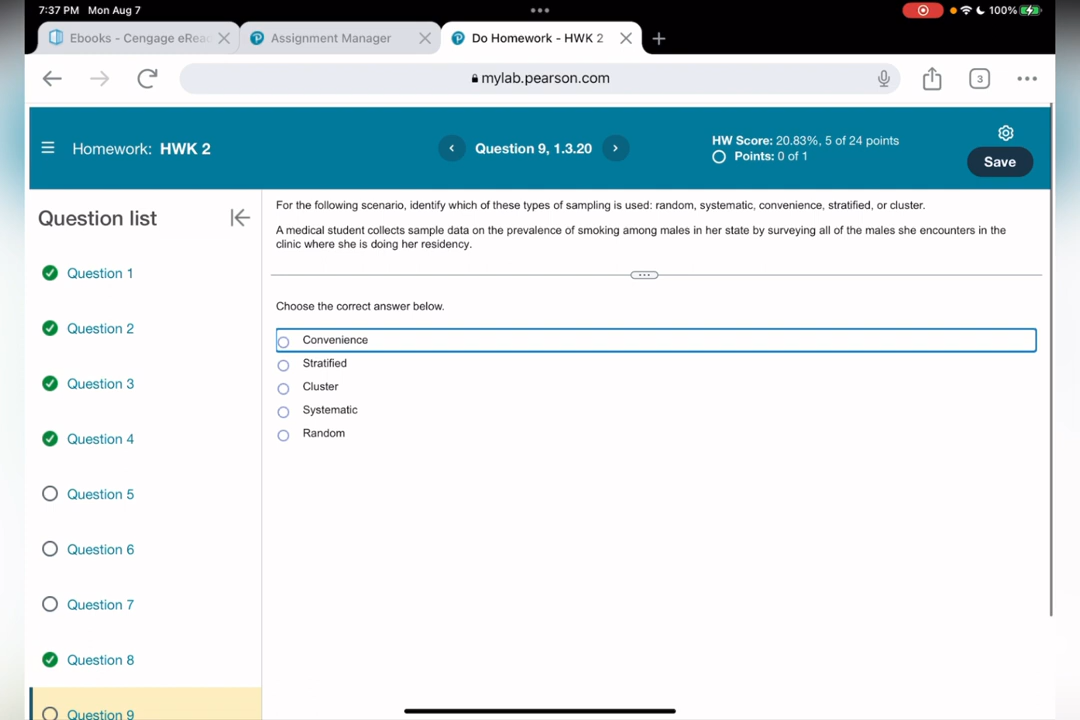 7:37 PM Mon Aug 7
100%
Ebooks - Cengage eRea
Assignment Manager
Do Homework - HWK 2
mylab.pearson.com
3
Homework: HWK 2
Question 9, 1.3.20
HW Score: 20.83%, 5 of 24 points
Points: 0 of 1
Save
Question list
Question 1
Question 2
Question 3
Question 4
Question 5
Question 6
Question 7
Question 8
Question 9
For the following scenario, identify which of these types of sampling is used: random, systematic, convenience, stratified, or cluster.
A medical student collects sample data on the prevalence of smoking among males in her state by surveying all of the males she encounters in the
clinic where she is doing her residency.
Choose the correct answer below.
Convenience
Stratified
Cluster
Systematic
Random